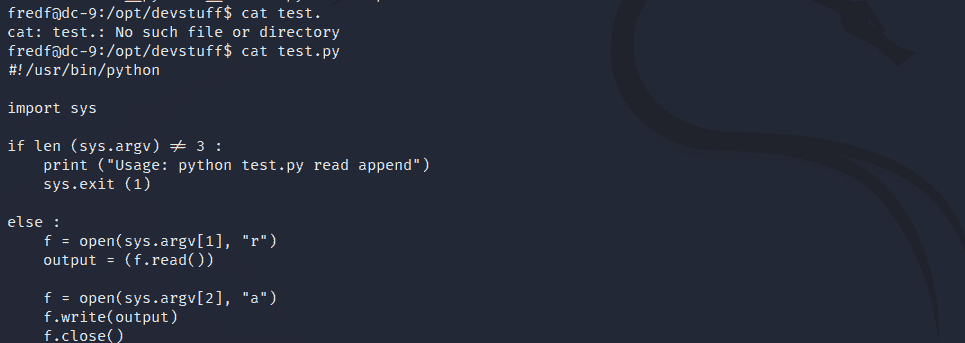 fredf@dc-9:/opt/devstuff$ cat test.
cat: test.: No such file or directory
fredf@dc-9:/opt/devstuff$ cat test.py
#!/usr/bin/python
import sys
if len (sys.argv) ≠ 3 :
    print ("Usage: python test.py read append")
    sys.exit (1)
else :
    f = open(sys.argv[1], "r")
    output = (f.read())
    f = open(sys.argv[2], "a")
    f.write(output)
    f.close()